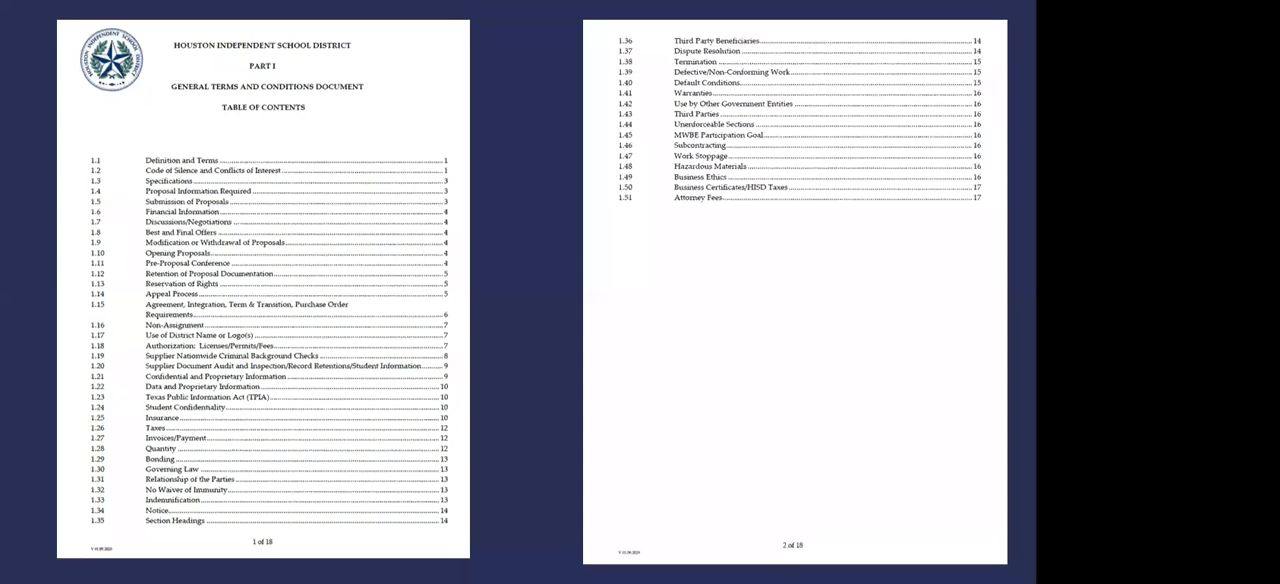 HOUSTON INDEPENDENT SCHOOL DISTRICT
PART I
GENERAL TERMS AND CONDITIONS DOCUMENT
TABLE OF CONTENTS
1.1 Definition and Terms 1
1.2 Code of Silence and Conflicts of Interest 1
1.3 Specifications 3
1.4 Proposal Information Required 3
1.5 Submission of Proposals 3
1.6 Financial Information 4
1.7 Discussions/Negotiations 4
1.8 Best and Final Offers 4
1.9 Modification or Withdrawal of Proposals 4
1.10 Opening Proposals 4
1.11 Pre-Proposal Conference 4
1.12 Retention of Proposal Documentation 5
1.13 Reservation of Rights 5
1.14 Appeal Process 5
1.15 Agreement, Integration, Term & Transition, Purchase Order
Requirements 6
1.16 Non-Assignment 7
1.17 Use of District Name or Logo(s) 7
1.18 Authorization: Licenses/Permits/Fees 7
1.19 Supplier Nationwide Criminal Background Checks 8
1.20 Supplier Document Audit and Inspection/Record Retentions/Student Information 9
1.21 Confidential and Proprietary Information 9
1.22 Data and Proprietary Information 10
1.23 Texas Public Information Act (TPIA) 10
1.24 Student Confidentiality 10
1.25 Insurance 10
1.26 Taxes 12
1.27 Invoices/Payment 12
1.28 Quantity 12
1.29 Bonding 13
1.30 Governing Law 13
1.31 Relationship of the Parties 13
1.32 No Waiver of Immunity 13
1.33 Indemnification 13
1.34 Notice 14
1.35 Section Headings 14
1 of 18
1.36 Third Party Beneficiaries 14
1.37 Dispute Resolution 14
1.38 Termination 15
1.39 Defective/Non-Conforming Work 15
1.40 Default Conditions 15
1.41 Warranties 16
1.42 Use by Other Government Entities 16
1.43 Third Parties 16
1.44 Unenforceable Sections 16
1.45 MWBE Participation Goal 16
1.46 Subcontracting 16
1.47 Work Stoppage 16
1.48 Hazardous Materials 16
1.49 Business Ethics 16
1.50 Business Certificates/HISD Taxes 17
1.51 Attorney Fees 17
2 of 18